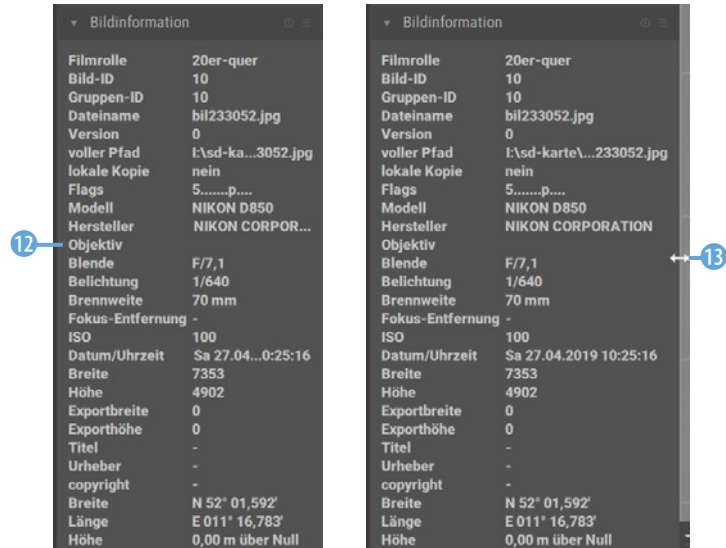 Bildinformation
Filmrolle 20er-quer
Bild-ID 10
Gruppen-ID 10
Dateiname bil233052.jpg
Version 0
voller Pfad I:\sd-ka...3052.jpg
lokale Kopie nein
Flags 5.......p....
Modell NIKON D850
Hersteller NIKON CORPOR...
12 Objektiv
Blende F/7,1
Belichtung 1/640
Brennweite 70 mm
Fokus-Entfernung -
ISO 100
Datum/Uhrzeit Sa 27.04...0:25:16
Breite 7353
Höhe 4902
Exportbreite 0
Exporthöhe 0
Titel -
Urheber -
copyright -
Breite N 52° 01,592'
Länge E 011° 16,783'
Höhe 0,00 m über Null
Bildinformation
Filmrolle 20er-quer
Bild-ID 10
Gruppen-ID 10
Dateiname bil233052.jpg
Version 0
voller Pfad I:\sd-karte\...233052.jpg
lokale Kopie nein
Flags 5.......p....
Modell NIKON D850
Hersteller NIKON CORPORATION
Objektiv
Blende F/7,1
13
Belichtung 1/640
Brennweite 70 mm
Fokus-Entfernung -
ISO 100
Datum/Uhrzeit Sa 27.04.2019 10:25:16
Breite 7353
Höhe 4902
Exportbreite 0
Exporthöhe 0
Titel -
Urheber -
copyright -
Breite N 52° 01,592'
Länge E 011° 16,783'
Höhe 0,00 m über Null